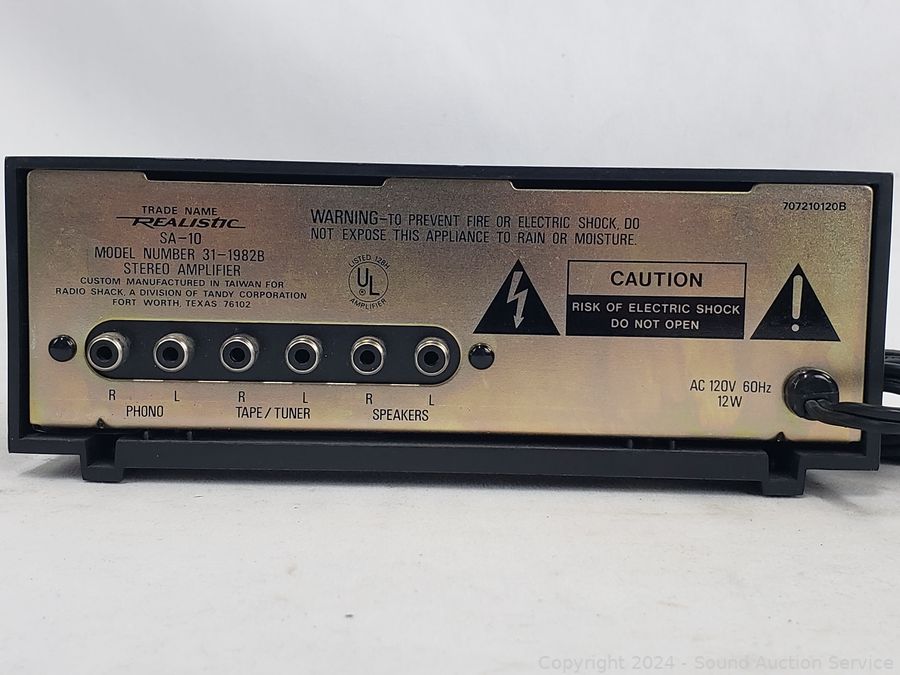 TRADE NAME
REALISTIC
SA-10
MODEL NUMBER 31-1982B
STEREO AMPLIFIER
CUSTOM MANUFACTURED IN TAIWAN FOR
RADIO SHACK, A DIVISION OF TANDY CORPORATION
FORT WORTH, TEXAS 76102
WARNING-TO PREVENT FIRE OR ELECTRIC SHOCK, DO
NOT EXPOSE THIS APPLIANCE TO RAIN OR MOISTURE.
707210120B
LISTED 128H
UL
AMPLIFIER
CAUTION
RISK OF ELECTRIC SHOCK
DO NOT OPEN
!
R L R L R L
PHONO TAPE/TUNER SPEAKERS
AC 120V 60Hz
12W
Copyright 2024 - Sound Auction Service